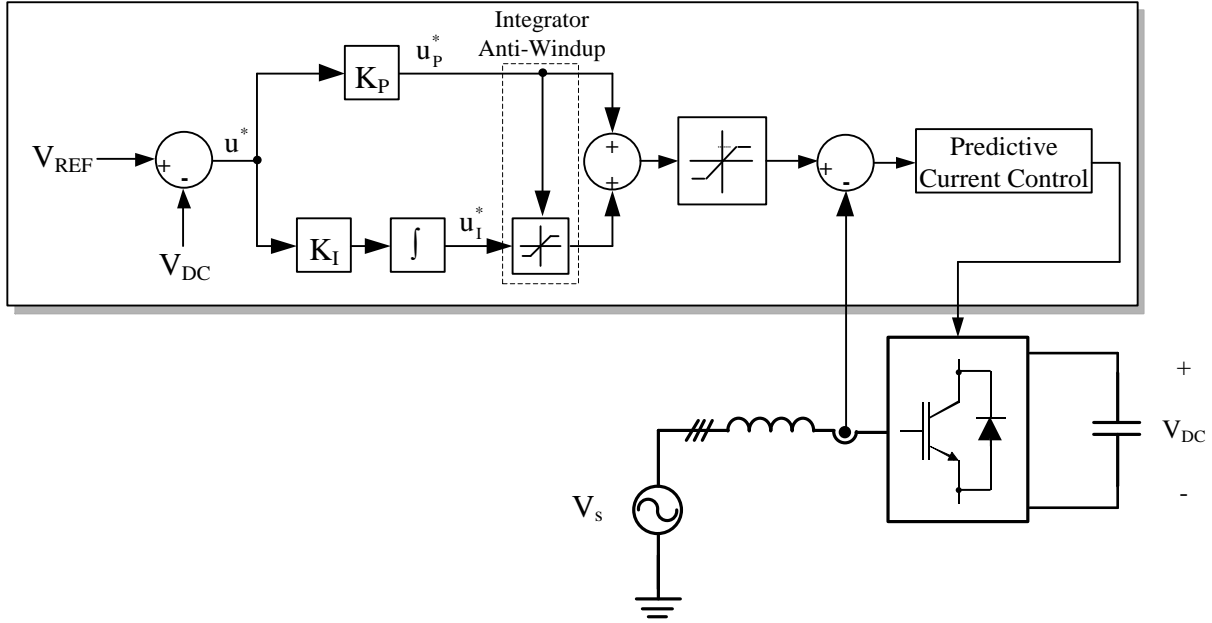 Integrator
Anti-Windup
u*P
KP
VREF
+
-
u*
VDC
KI
∫
u*I
+
+
+
-
Predictive
Current Control
+
VDC
-
Vs